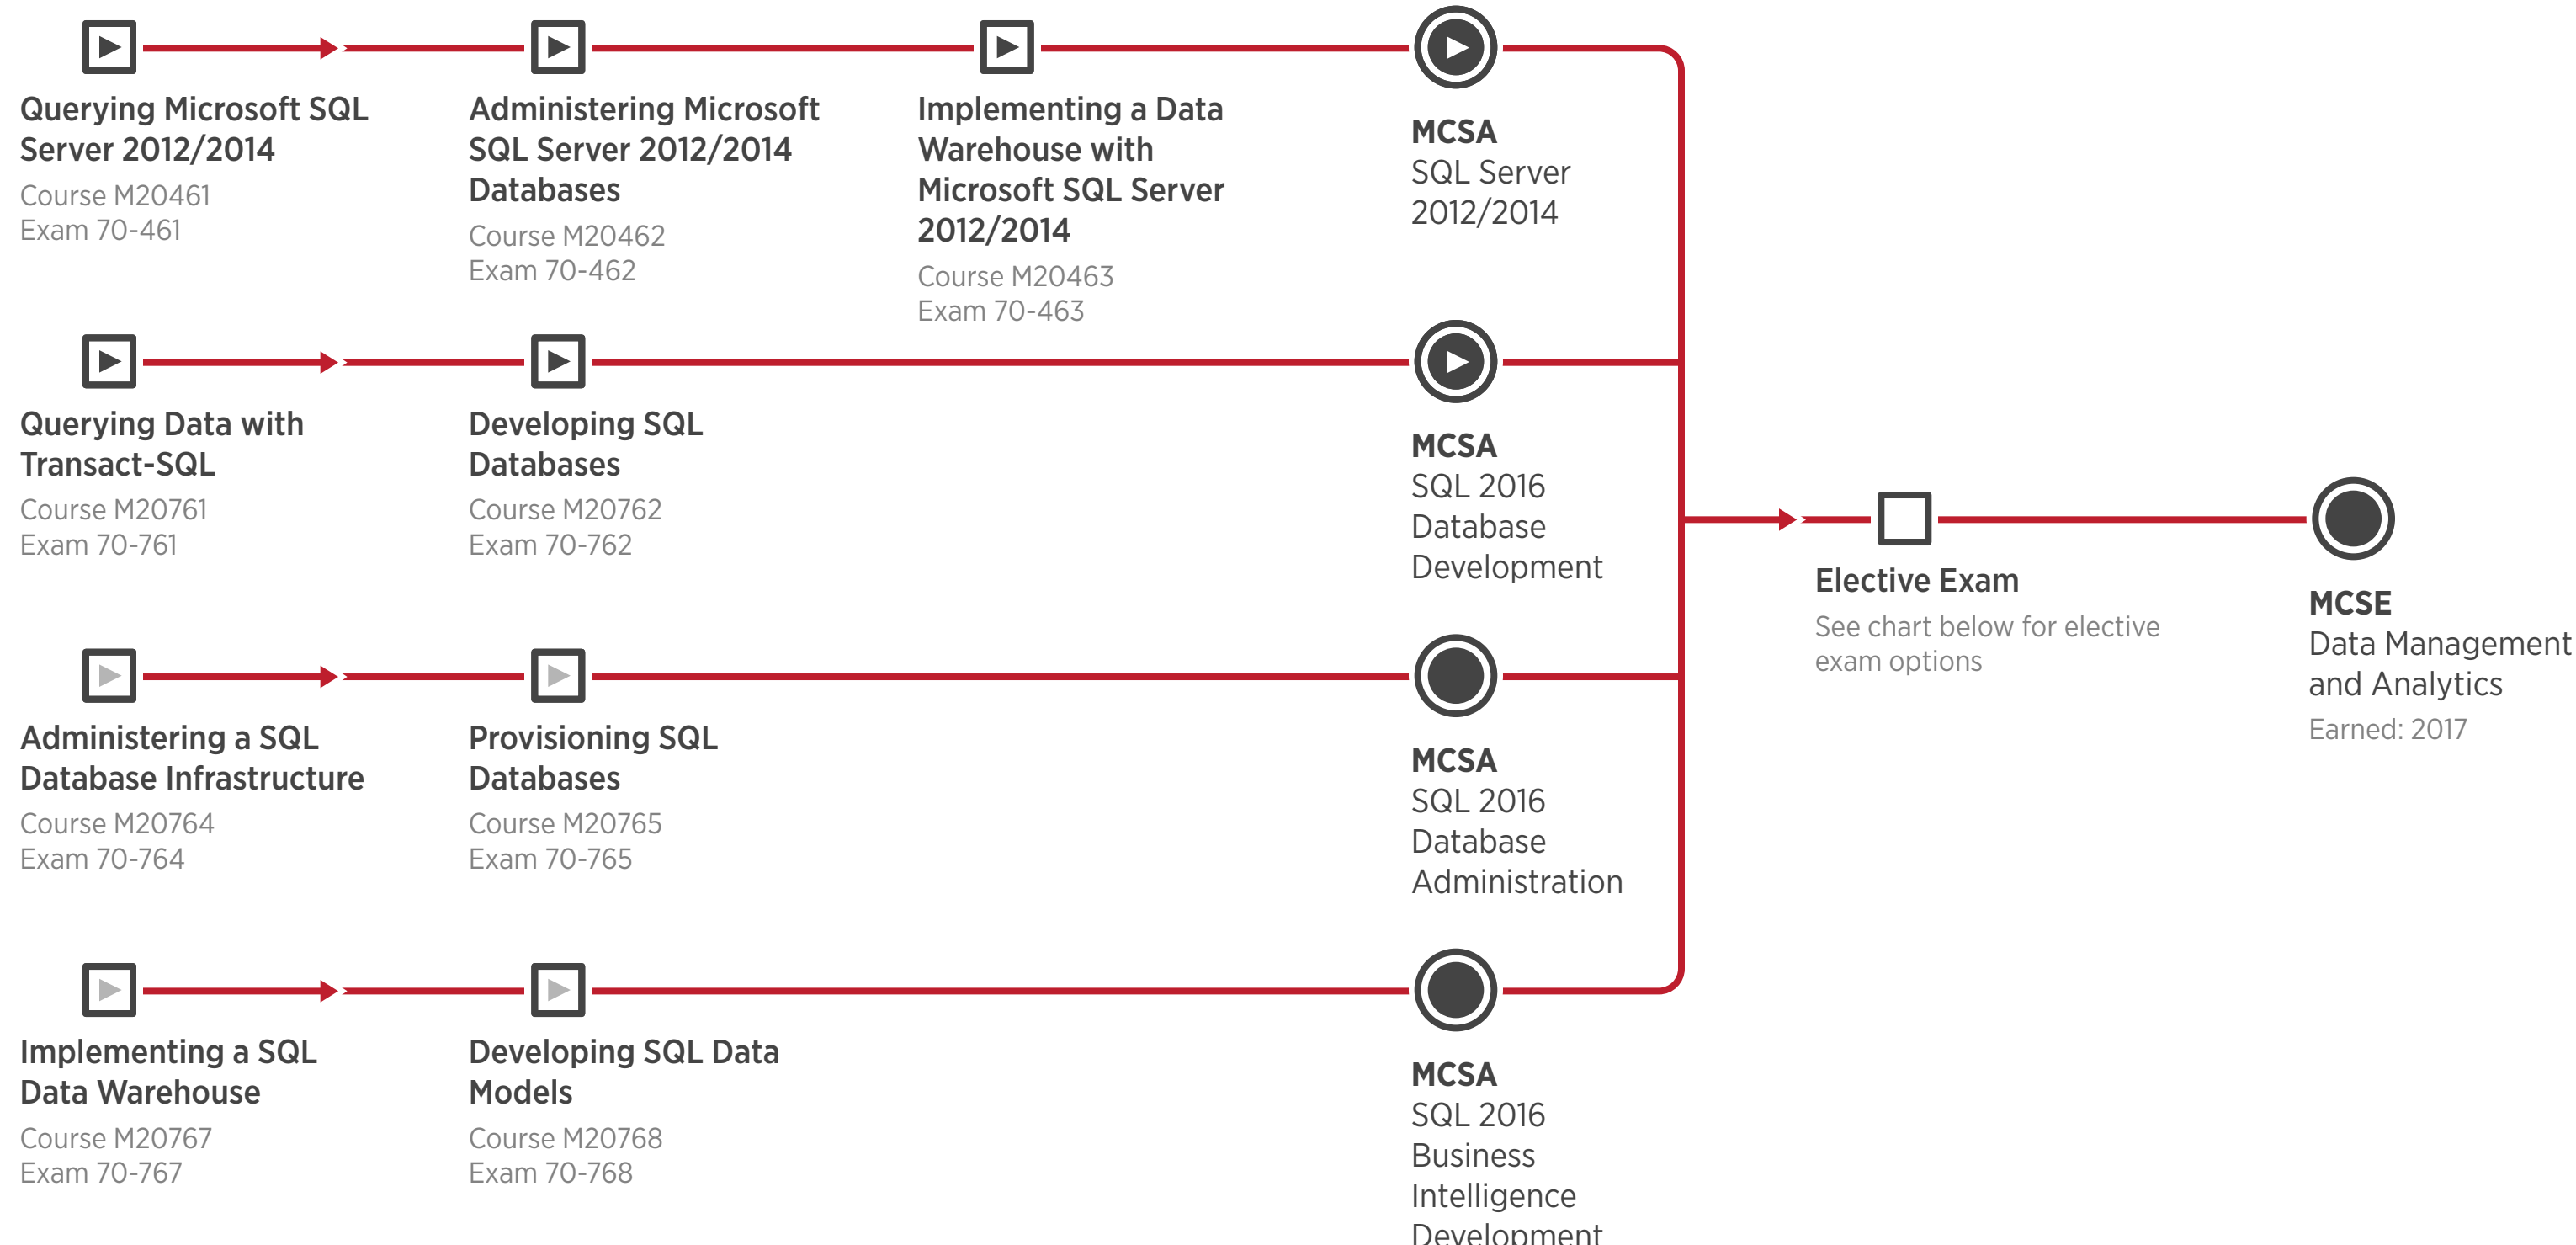 Querying Microsoft SQL
Server 2012/2014
Course M20461
Exam 70-461
Administering Microsoft
SQL Server 2012/2014
Databases
Course M20462
Exam 70-462
Implementing a Data
Warehouse with
Microsoft SQL Server
2012/2014
Course M20463
Exam 70-463
MCSA
SQL Server
2012/2014
Querying Data with
Transact-SQL
Course M20761
Exam 70-761
Developing SQL
Databases
Course M20762
Exam 70-762
MCSA
SQL 2016
Database
Development
Administering a SQL
Database Infrastructure
Course M20764
Exam 70-764
Provisioning SQL
Databases
Course M20765
Exam 70-765
MCSA
SQL 2016
Database
Administration
Implementing a SQL
Data Warehouse
Course M20767
Exam 70-767
Developing SQL Data
Models
Course M20768
Exam 70-768
MCSA
SQL 2016
Business
Intelligence
Development
Elective Exam
See chart below for elective
exam options
MCSE
Data Management
and Analytics
Earned: 2017